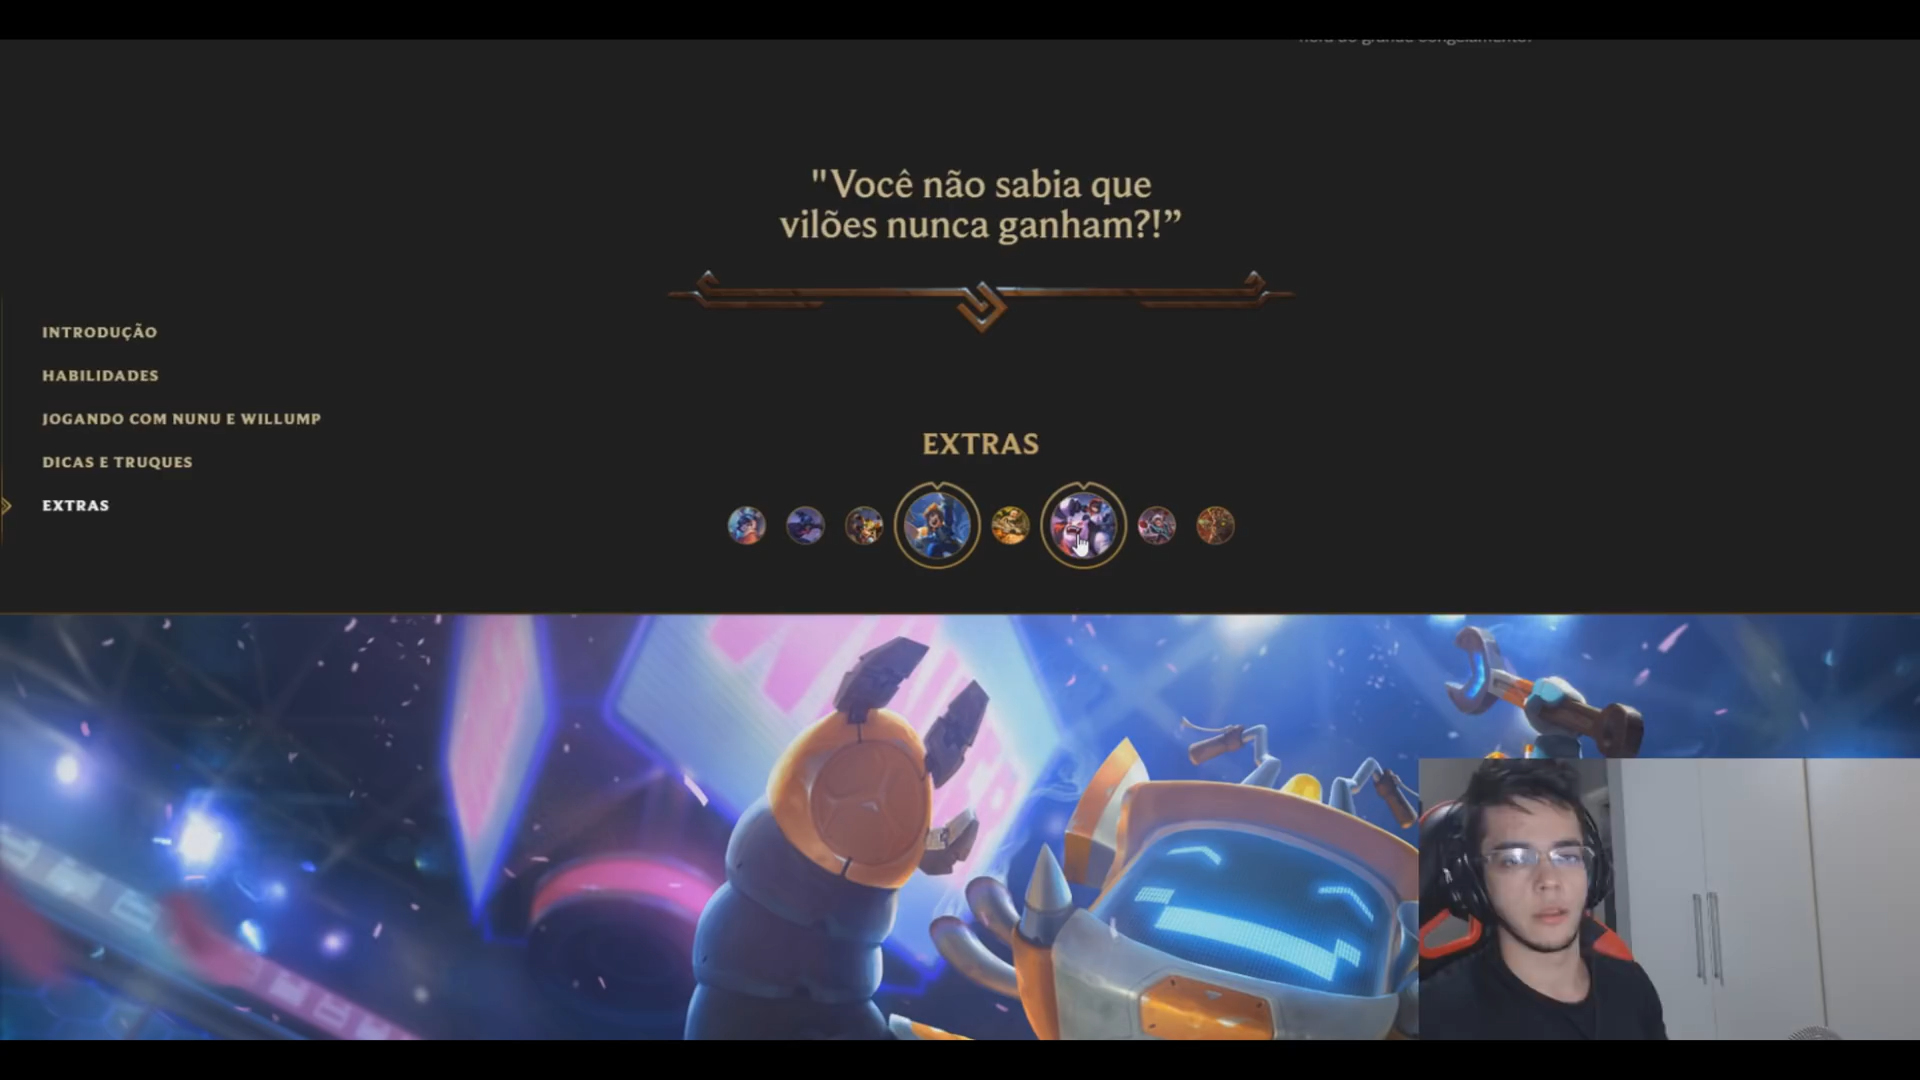 "Você não sabia que
vilões nunca ganham?!”
INTRODUÇÃO
HABILIDADES
JOGANDO COM NUNU E WILLUMP
DICAS E TRUQUES
EXTRAS
EXTRAS